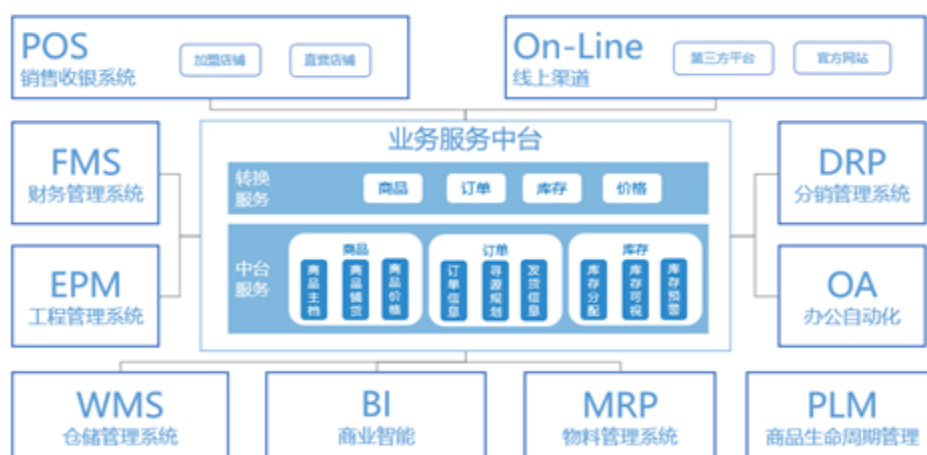 POS
销售收银系统
加盟店铺
直营店铺
On-Line
线上渠道
第三方平台
官方网站
业务服务中台
FMS
财务管理系统
转换服务
商品
订单
库存
价格
DRP
分销管理系统
EPM
工程管理系统
中台服务
商品
商品主档
商品铺货
商品价格
订单
订单信息
寻源规划
发货信息
库存
库存分配
库存可视
库存预警
OA
办公自动化
WMS
仓储管理系统
BI
商业智能
MRP
物料管理系统
PLM
商品生命周期管理